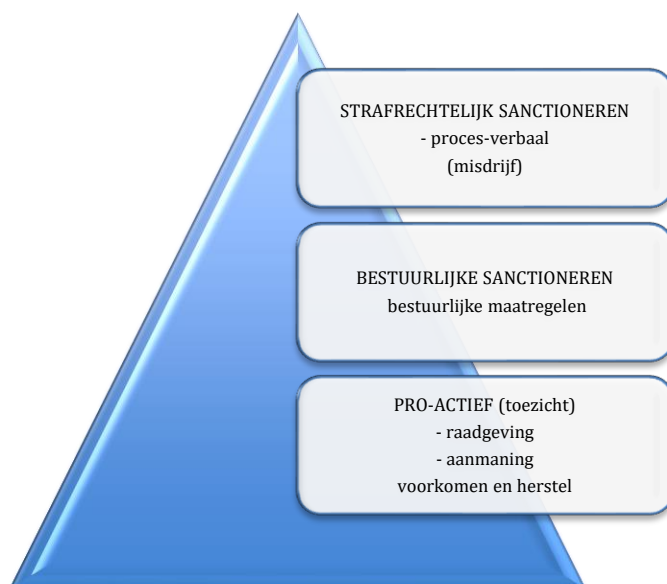 STRAFRECHTELIJK SANCTIONEREN
- proces-verbaal
(misdrijf)
BESTUURLIJKE SANCTIONEREN
bestuurlijke maatregelen
PRO-ACTIEF (toezicht)
- raadgeving
- aanmaning
voorkomen en herstel